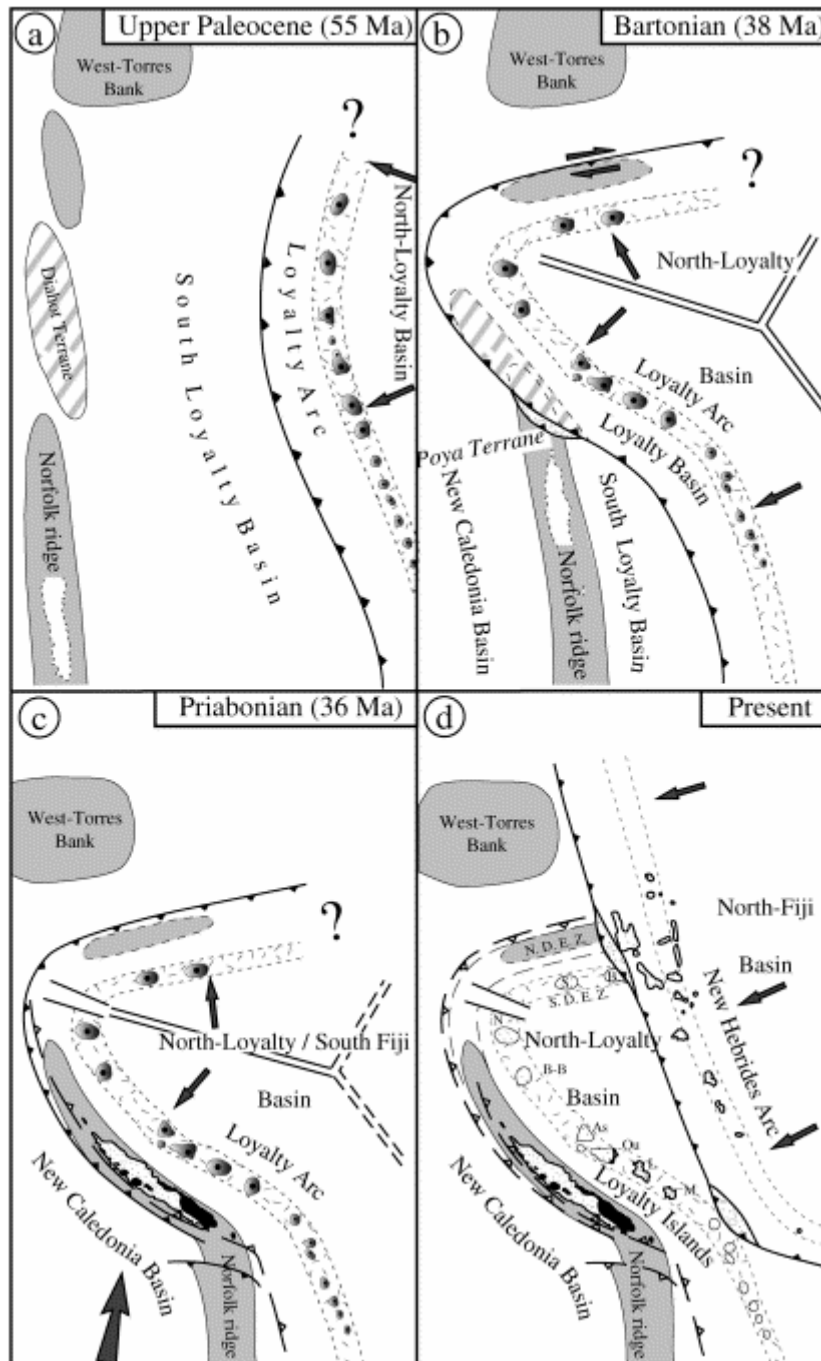 a
Upper Paleocene (55 Ma)
West-Torres
Bank
?
North-Loyalty
Basin
Loyalty Arc
South Loyalty Basin
Diahot Terrane
Norfolk ridge
b
Bartonian (38 Ma)
West-Torres
Bank
?
North-Loyalty
Basin
Loyalty Arc
Loyalty Basin
Poya Terrane
New Caledonia
Basin
Norfolk ridge
South Loyalty
Basin
c
Priabonian (36 Ma)
West-Torres
Bank
?
North-Loyalty / South Fiji
Basin
Loyalty Arc
New Caledonia
Basin
Norfolk
ridge
d
Present
West-Torres
Bank
North-Fiji
Basin
N. D. E. Z.
S. B.
S. D. E. Z.
N
North-Loyalty
B-B
Basin
New Hebrides
Arc
As
Ou
M
Loyalty
Islands
New Caledonia
Basin
Norfolk
ridge